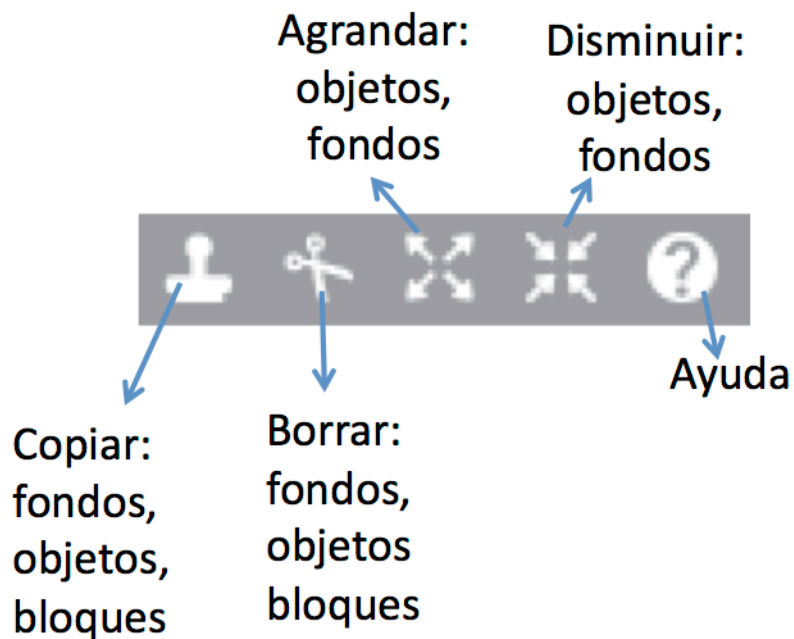 Agrandar:
objetos,
fondos
Disminuir:
objetos,
fondos
?
Ayuda
Copiar:
fondos,
objetos,
bloques
Borrar:
fondos,
objetos
bloques